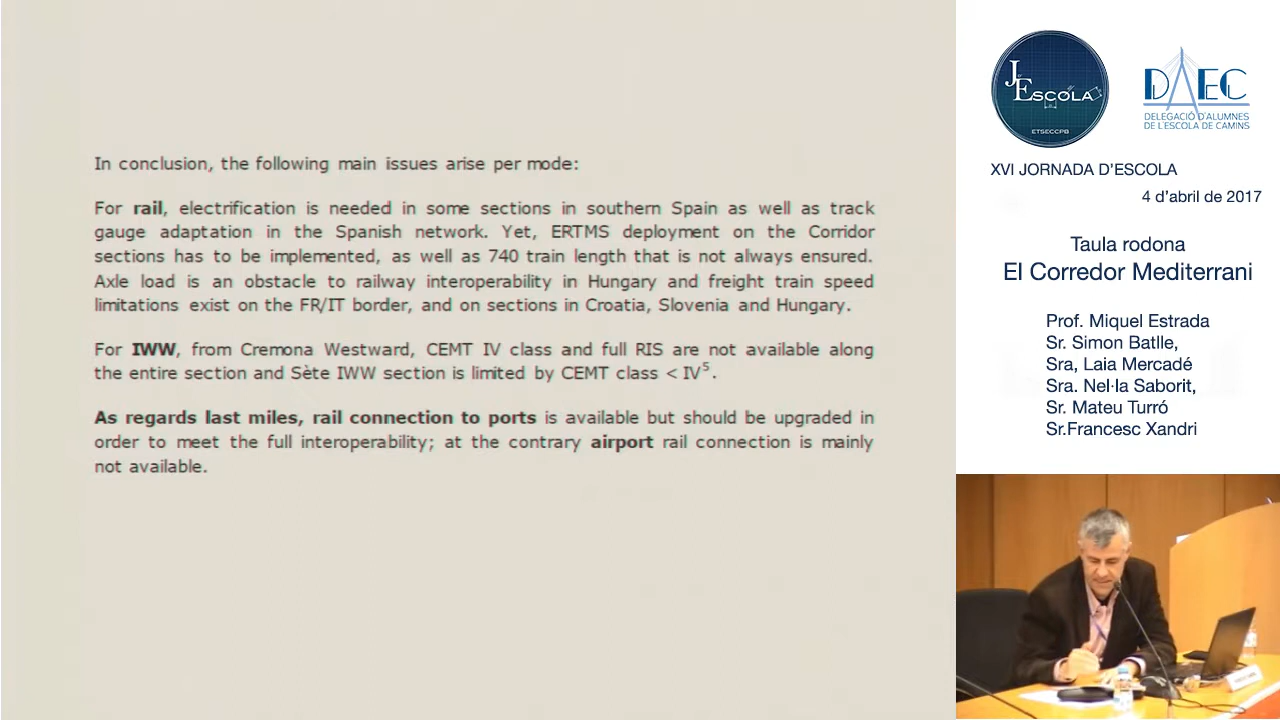 In conclusion, the following main issues arise per mode:
For rail, electrification is needed in some sections in southern Spain as well as track
gauge adaptation in the Spanish network. Yet, ERTMS deployment on the Corridor
sections has to be implemented, as well as 740 train length that is not always ensured.
Axle load is an obstacle to railway interoperability in Hungary and freight train speed
limitations exist on the FR/IT border, and on sections in Croatia, Slovenia and Hungary.
For IWW, from Cremona Westward, CEMT IV class and full RIS are not available along
the entire section and Sète IWW section is limited by CEMT class < IV⁵.
As regards last miles, rail connection to ports is available but should be upgraded in
order to meet the full interoperability; at the contrary airport rail connection is mainly
not available.
J
ESCOLA
ETSECCPB
DAEC
DELEGACIÓ D'ALUMNES
DE L'ESCOLA DE CAMINS
XVI JORNADA D'ESCOLA
4 d'abril de 2017
Taula rodona
El Corredor Mediterrani
Prof. Miquel Estrada
Sr. Simon Batlle,
Sra, Laia Mercadé
Sra. Nel·la Saborit,
Sr. Mateu Turró
Sr.Francesc Xandri